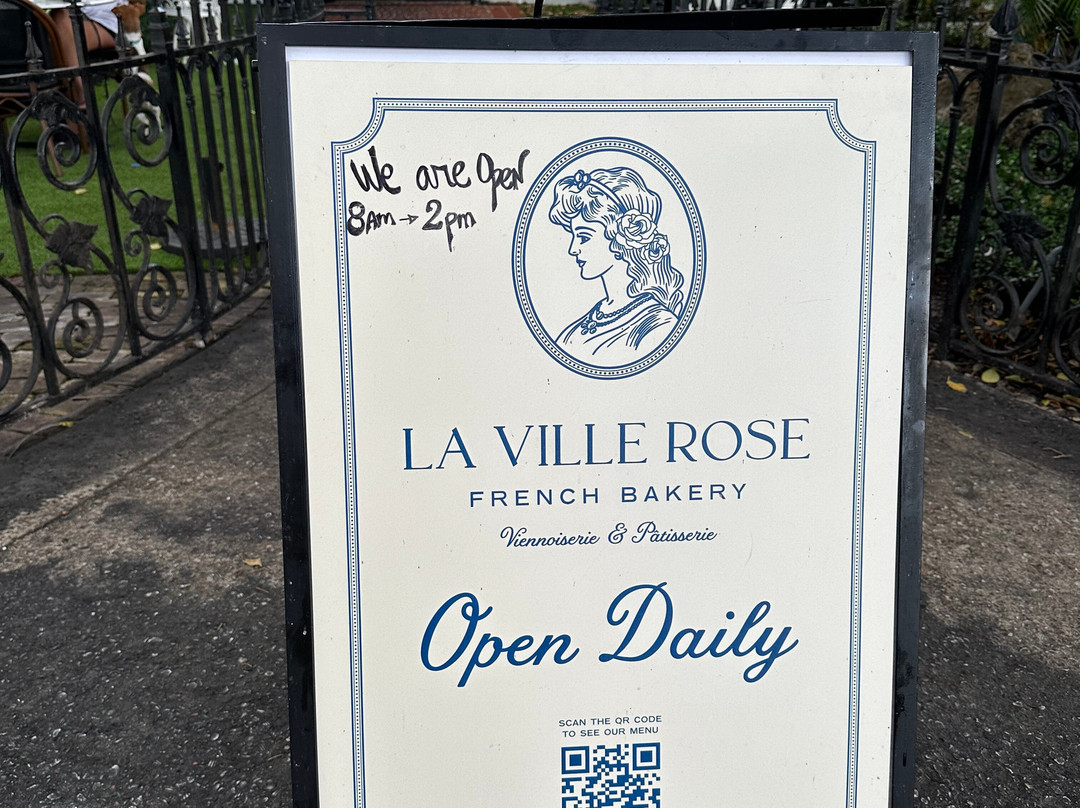 We are Open
8Am → 2pm
LA VILLE ROSE
FRENCH BAKERY
Viennoiserie & Pâtisserie
Open Daily
SCAN THE QR CODE
TO SEE OUR MENU